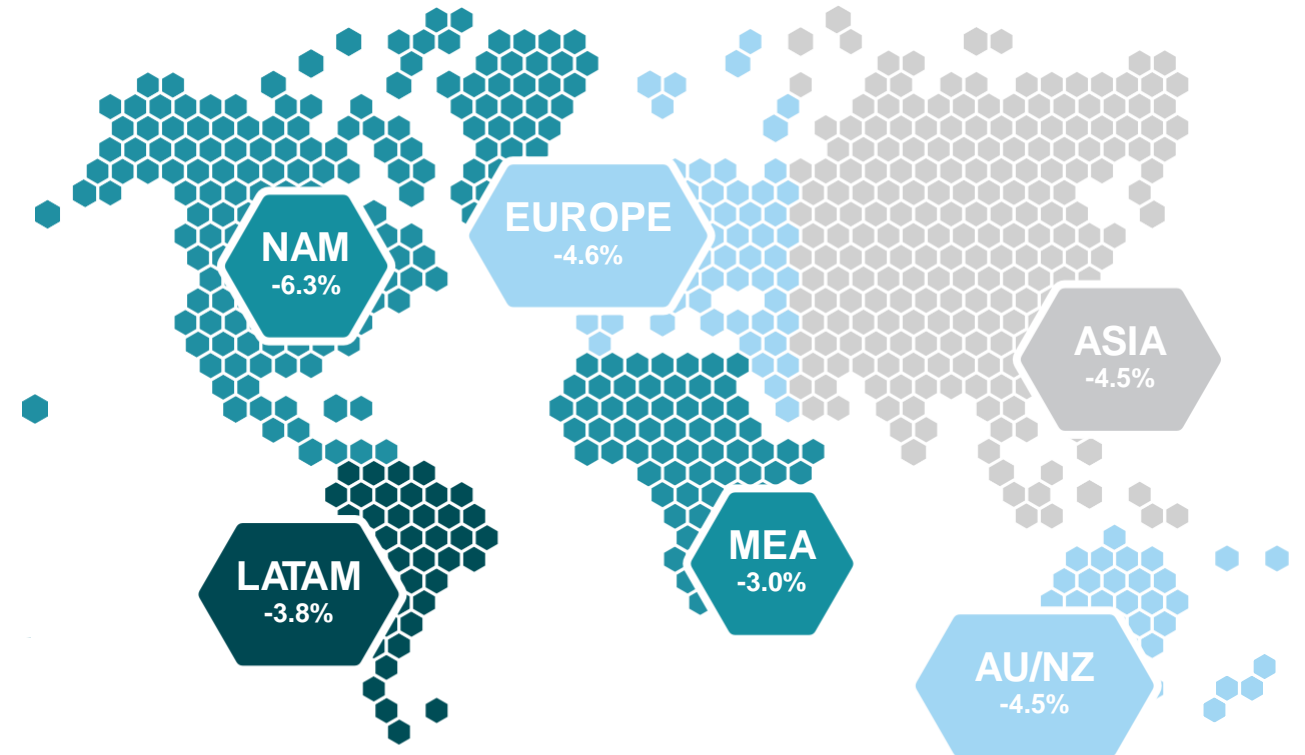 NAM
-6.3%
EUROPE
-4.6%
ASIA
-4.5%
LATAM
-3.8%
MEA
-3.0%
AU/NZ
-4.5%